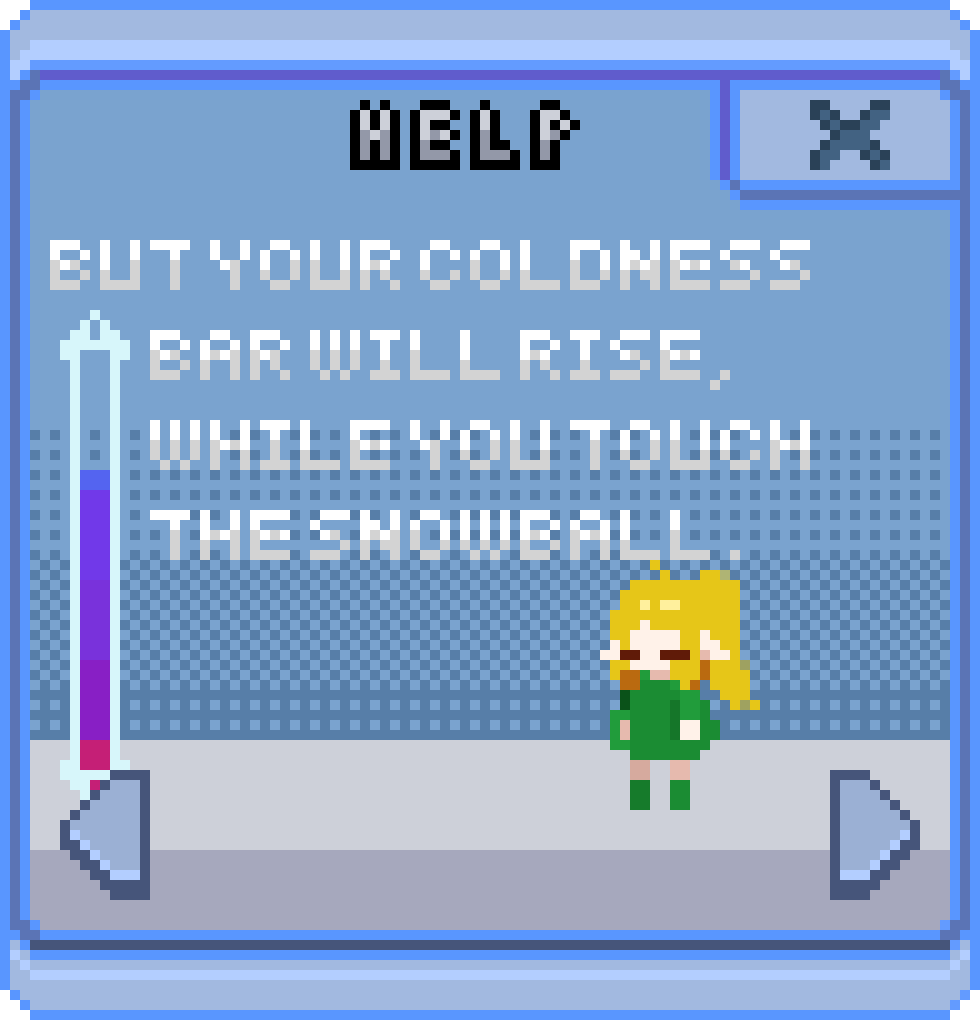 HELP
BUT YOUR COLDNESS
BAR WILL RISE,
WHILE YOU TOUCH
THE SNOWBALL.